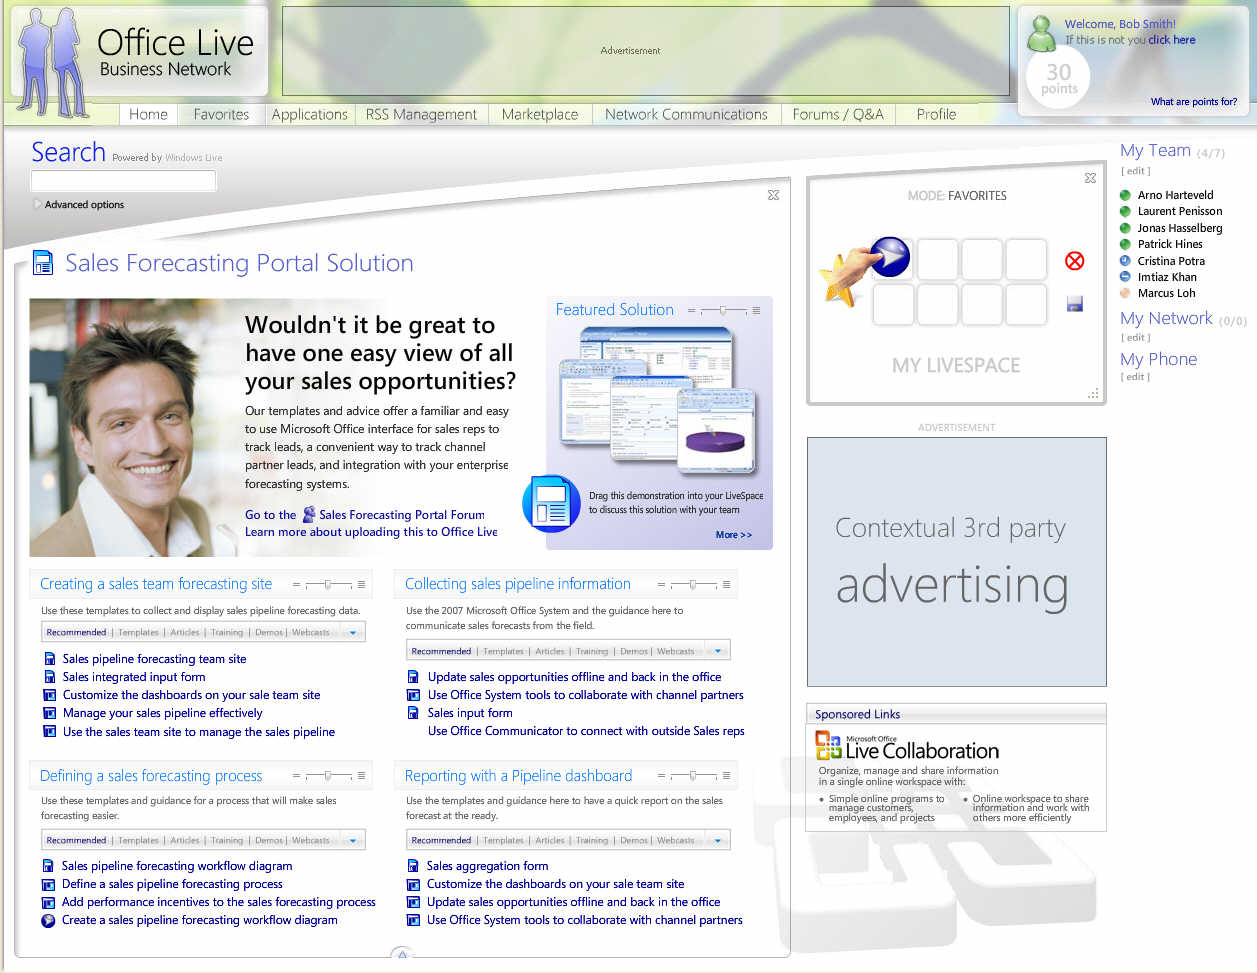 Office Live
Business Network
Advertisement
Welcome, Bob Smith!
If this is not you click here
30
points
What are points for?
Home
Favorites
Applications
RSS Management
Marketplace
Network Communications
Forums / Q&A
Profile
Search Powered by Windows Live
Advanced options
Sales Forecasting Portal Solution
Wouldn't it be great to
have one easy view of all
your sales opportunities?
Our templates and advice offer a familiar and easy
to use Microsoft Office interface for sales reps to
track leads, a convenient way to track channel
partner leads, and integration with your enterprise
forecasting systems.
Go to the Sales Forecasting Portal Forum
Learn more about uploading this to Office Live
Featured Solution
Drag this demonstration into your LiveSpace
to discuss this solution with your team
More >>
Creating a sales team forecasting site
Use these templates to collect and display sales pipeline forecasting data.
Recommended | Templates | Articles | Training | Demos | Webcasts
Sales pipeline forecasting team site
Sales integrated input form
Customize the dashboards on your sale team site
Manage your sales pipeline effectively
Use the sales team site to manage the sales pipeline
Collecting sales pipeline information
Use the 2007 Microsoft Office System and the guidance here to
communicate sales forecasts from the field.
Recommended | Templates | Articles | Training | Demos | Webcasts
Update sales opportunities offline and back in the office
Use Office System tools to collaborate with channel partners
Sales input form
Use Office Communicator to connect with outside Sales reps
Defining a sales forecasting process
Use these templates and guidance for a process that will make sales
forecasting easier.
Recommended | Templates | Articles | Training | Demos | Webcasts
Sales pipeline forecasting workflow diagram
Define a sales pipeline forecasting process
Add performance incentives to the sales forecasting process
Create a sales pipeline forecasting workflow diagram
Reporting with a Pipeline dashboard
Use the templates and guidance here to have a quick report on the sales
forecast at the ready.
Recommended | Templates | Articles | Training | Demos | Webcasts
Sales aggregation form
Customize the dashboards on your sale team site
Update sales opportunities offline and back in the office
Use Office System tools to collaborate with channel partners
MODE: FAVORITES
MY LIVESPACE
ADVERTISEMENT
Contextual 3rd party
advertising
Sponsored Links
Microsoft Office
Live Collaboration
Organize, manage and share information
in a single online workspace with:
• Simple online programs to
manage customers,
employees, and projects
• Online workspace to share
information and work with
others more efficiently
My Team (4/7)
[ edit ]
Arno Harteveld
Laurent Penisson
Jonas Hasselberg
Patrick Hines
Cristina Potra
Imtiaz Khan
Marcus Loh
My Network (0/0)
[ edit ]
My Phone
[ edit ]